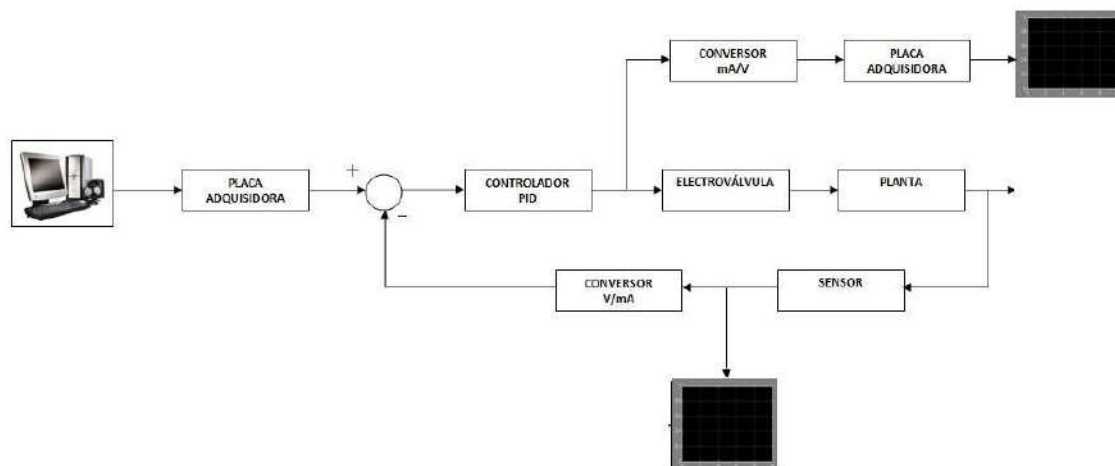 CONVERSOR
mA/V
PLACA
ADQUISIDORA
PLACA
ADQUISIDORA
+
−
CONTROLADOR
PID
ELECTROVÁLVULA
PLANTA
CONVERSOR
V/mA
SENSOR